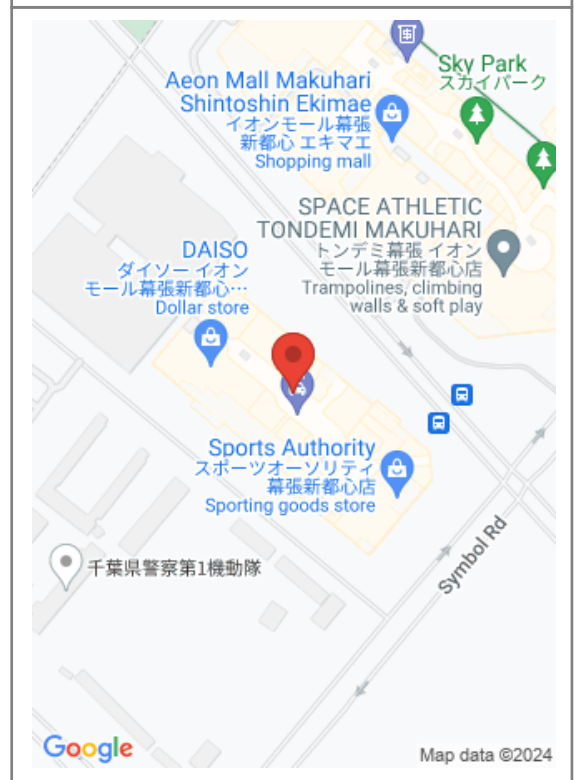 Sky Park
スカイパーク
Aeon Mall Makuhari
Shintoshin Ekimae
イオンモール幕張
新都心 エキマエ
Shopping mall
SPACE ATHLETIC
TONDEMI MAKUHARI
トンデミ幕張 イオン
モール幕張新都心店
Trampolines, climbing
walls & soft play
DAISO
ダイソー イオン
モール幕張新都心…
Dollar store
Sports Authority
スポーツオーソリティ
幕張新都心店
Sporting goods store
Symbol Rd
千葉県警察第1機動隊
Google
Map data ©2024